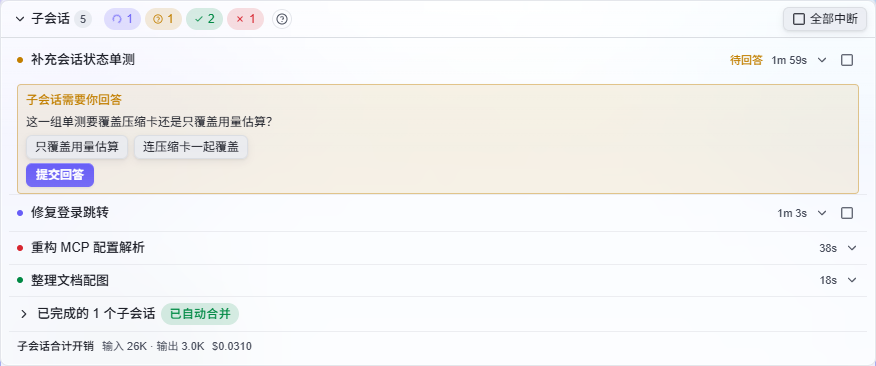 子会话 5 1 1 2 1 全部中断
补充会话状态单测 待回答 1m 59s
子会话需要你回答
这一组单测要覆盖压缩卡还是只覆盖用量估算?
只覆盖用量估算 连压缩卡一起覆盖
提交回答
修复登录跳转 1m 3s
重构 MCP 配置解析 38s
整理文档配图 18s
已完成的 1 个子会话 已自动合并
子会话合计开销 输入 26K · 输出 3.0K $0.0310